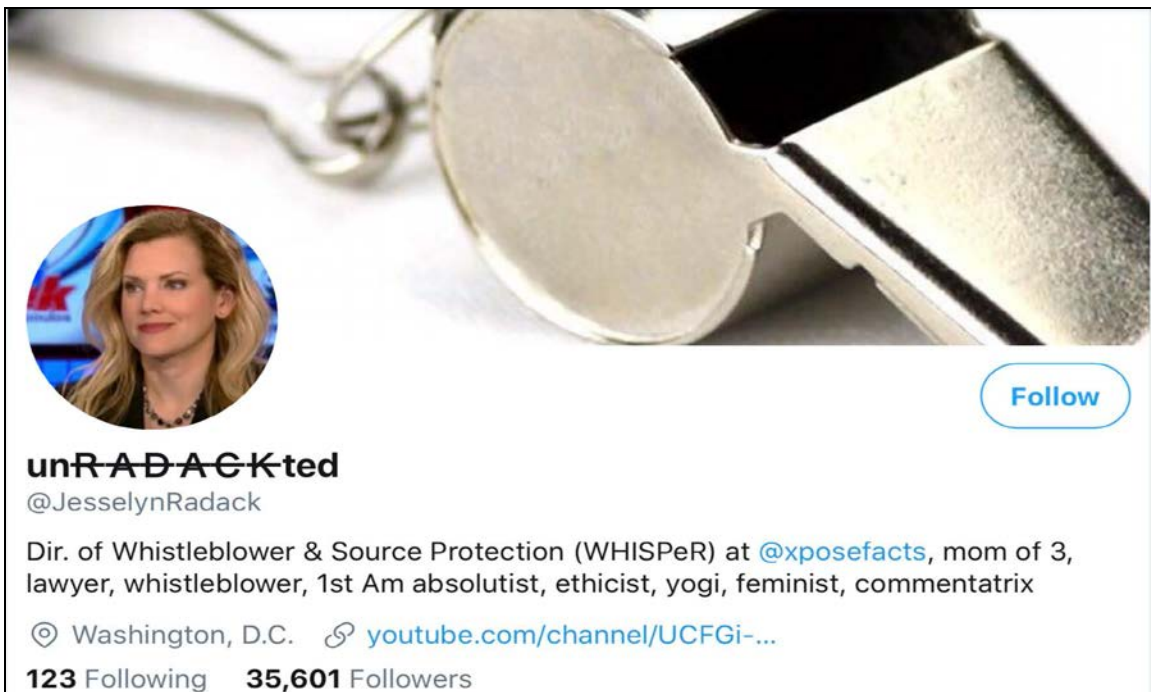 k
Follow
unRADACKted
@JesselynRadack
Dir. of Whistleblower & Source Protection (WHISPeR) at @xposefacts, mom of 3,
lawyer, whistleblower, 1st Am absolutist, ethicist, yogi, feminist, commentatrix
Washington, D.C. youtube.com/channel/UCFGi-...
123 Following 35,601 Followers